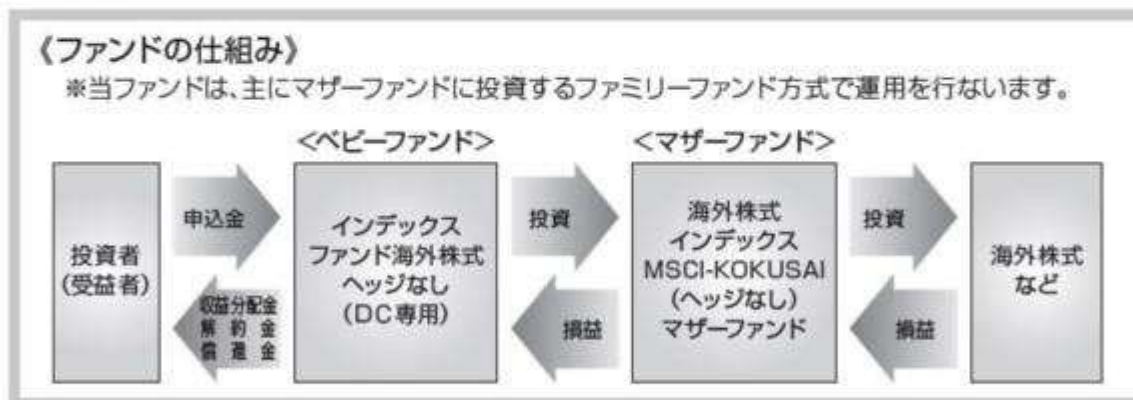 《ファンドの仕組み》
※当ファンドは、主にマザーファンドに投資するファミリーファンド方式で運用を行ないます。
<ベビーファンド>
<マザーファンド>
投資者
(受益者)
申込金
収益分配金
解約金
償還金
インデックス
ファンド海外株式
ヘッジなし
(DC専用)
投資
損益
海外株式
インデックス
MSCI-KOKUSAI
(ヘッジなし)
マザーファンド
投資
損益
海外株式
など